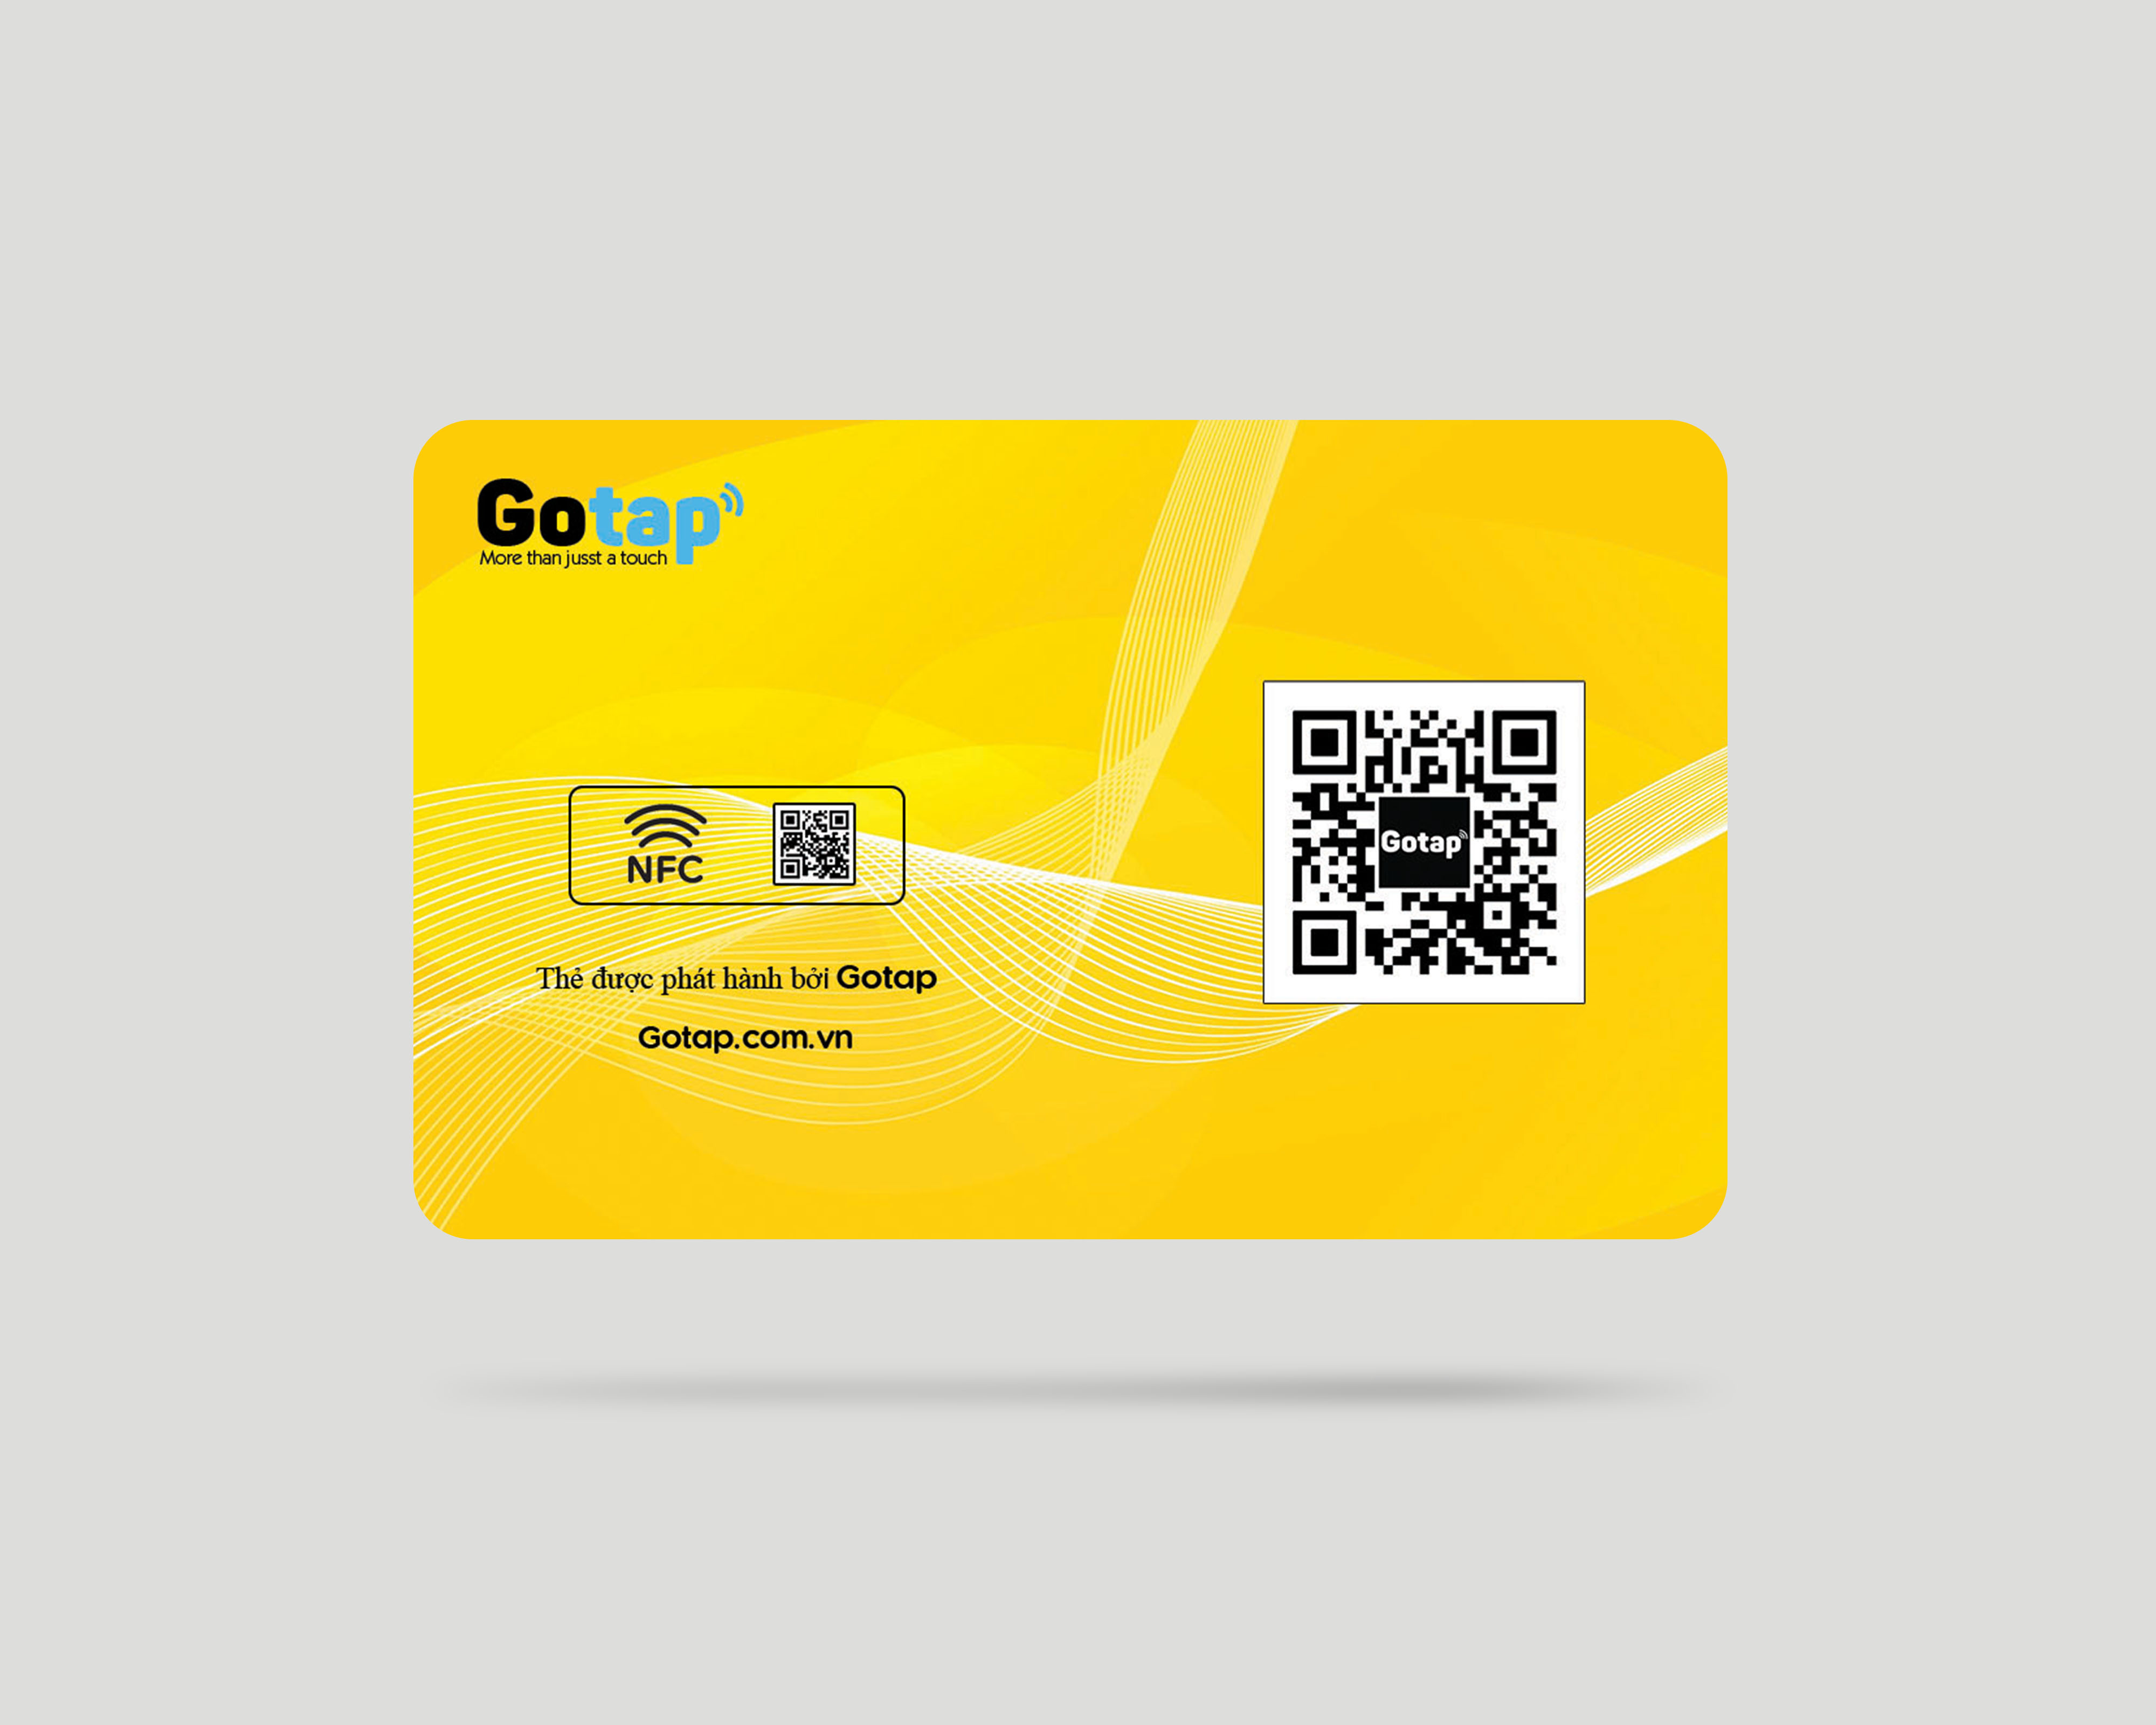 Gotap
More than jusst a touch
NFC
Gotap
Thẻ được phát hành bởi Gotap
Gotap.com.vn